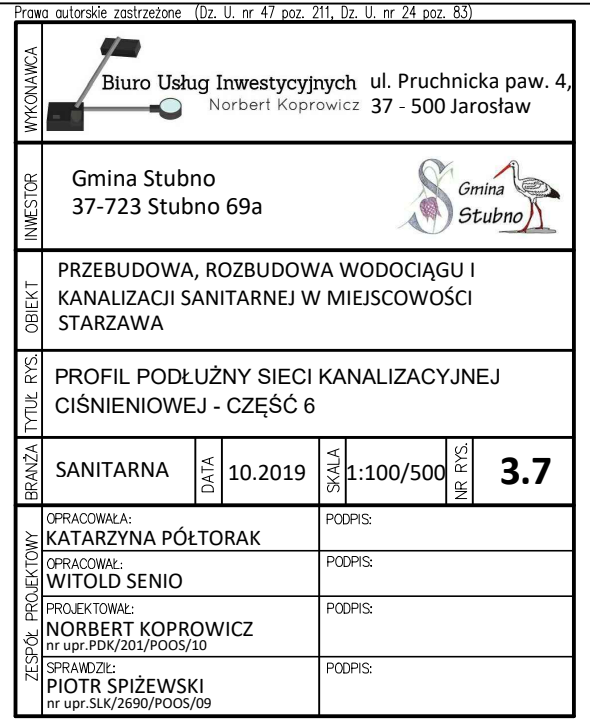 Prawa autorskie zastrzeżone (Dz. U. nr 47 poz. 211, Dz. U. nr 24 poz. 83)
WYKONAWCA
Biuro Usług Inwestycyjnych
Norbert Koprowicz
ul. Pruchnicka paw. 4,
37 - 500 Jarosław
INWESTOR
Gmina Stubno
37-723 Stubno 69a
Gmina
Stubno
OBIEKT
PRZEBUDOWA, ROZBUDOWA WODOCIĄGU I
KANALIZACJI SANITARNEJ W MIEJSCOWOŚCI
STARZAWA
TYTUŁ RYS.
PROFIL PODŁUŻNY SIECI KANALIZACYJNEJ
CIŚNIENIOWEJ - CZĘŚĆ 6
BRANŻA
SANITARNA
DATA
10.2019
SKALA
1:100/500
NR RYS.
3.7
ZESPÓŁ PROJEKTOWY
OPRACOWAŁA:
KATARZYNA PÓŁTORAK
PODPIS:
OPRACOWAŁ:
WITOLD SENIO
PODPIS:
PROJEKTOWAŁ:
NORBERT KOPROWICZ
nr upr.PDK/201/POOS/10
PODPIS:
SPRAWDZIŁ:
PIOTR SPIŻEWSKI
nr upr.SLK/2690/POOS/09
PODPIS: